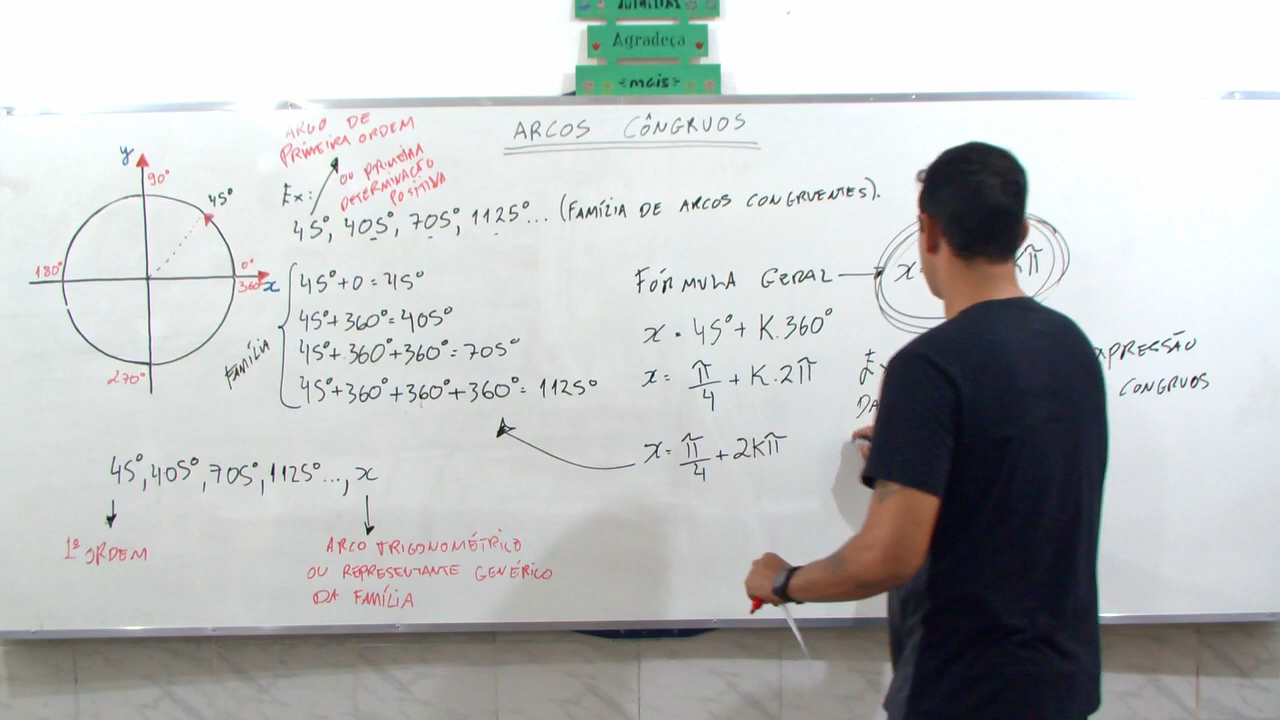 Agradeça
mais
ARCOS CÔNGRUOS
ARCO DE
PRIMEIRA ORDEM
OU PRIMEIRA
DETERMINAÇÃO
POSITIVA
Ex:
45°, 405°, 705°, 1125°... (FAMÍLIA DE ARCOS CONGRUENTES).
y
90°
45°
180°
0°
360°
x
270°
FAMÍLIA
45°+0=45°
45°+360°=405°
45°+360°+360°=705°
45°+360°+360°+360°=1125°
FÓRMULA GERAL
x
π
x = 45° + K.360°
x = π/4 + K.2π
x = π/4 + 2Kπ
PRESSÃO
DA
CONGRUOS
45°, 405°, 705°, 1125°..., x
1ª ORDEM
ARCO TRIGONOMÉTRICO
OU REPRESENTANTE GENÉRICO
DA FAMÍLIA